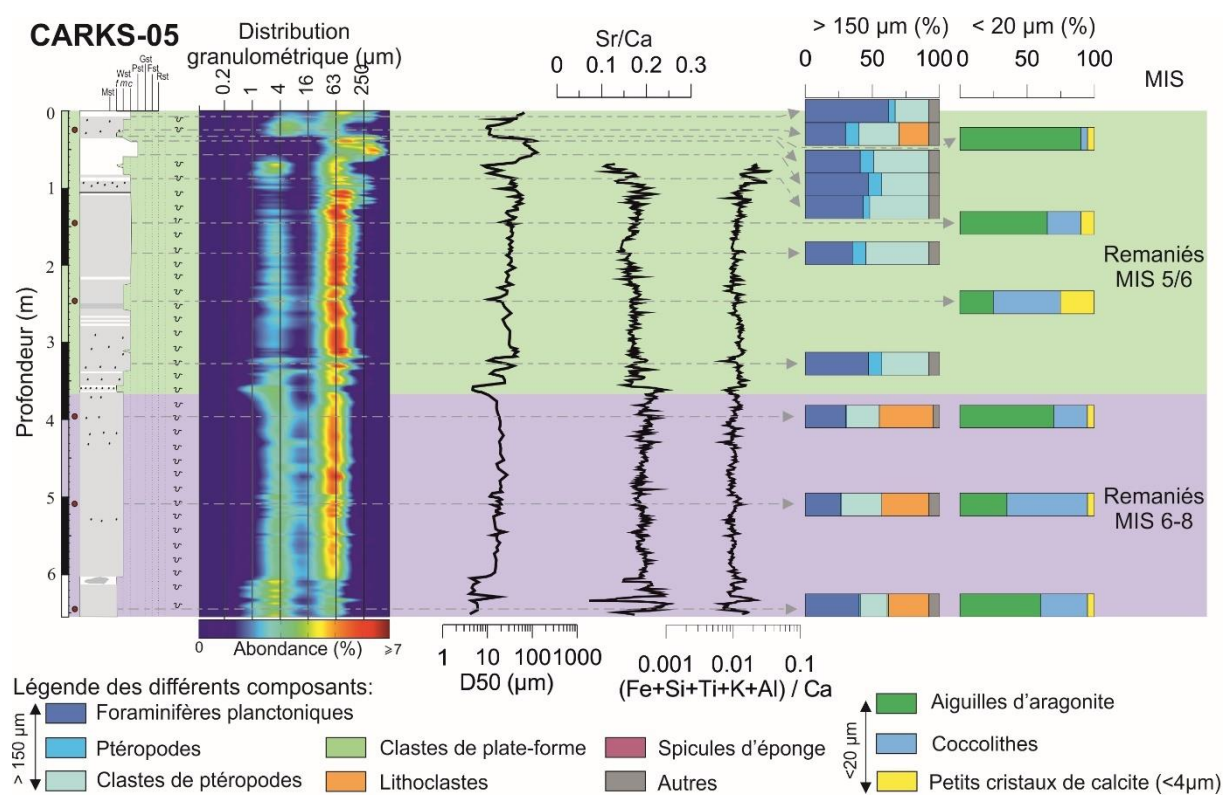 CARKS-05
Distribution
granulométrique (µm)
Sr/Ca
> 150 µm (%)
< 20 µm (%)
MIS
Mst
Wst
f m c
Pst
Gst
Fst
Rst
0.2 1 4 16 63 250
0 0.1 0.2 0.3
0 50 100
0 50 100
Profondeur (m)
0
1
2
3
4
5
6
Remaniés
MIS 5/6
Remaniés
MIS 6-8
0 Abondance (%) ⩾7
1 10 100 1000
D50 (µm)
0.001 0.01 0.1
(Fe+Si+Ti+K+Al) / Ca
Légende des différents composants:
> 150 µm
Foraminifères planctoniques
Ptéropodes
Clastes de ptéropodes
Clastes de plate-forme
Lithoclastes
Spicules d'éponge
Autres
<20 µm
Aiguilles d'aragonite
Coccolithes
Petits cristaux de calcite (<4µm)